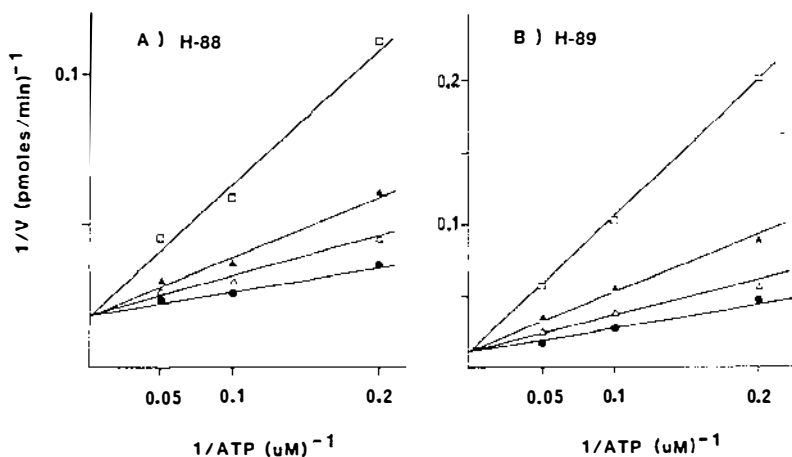 A ) H-88
B ) H-89
1/V (pmoles/min)⁻¹
0.1
0.05
0.1
0.2
1/ATP (uM)⁻¹
0.2
0.1
0.05
0.1
0.2
1/ATP (uM)⁻¹